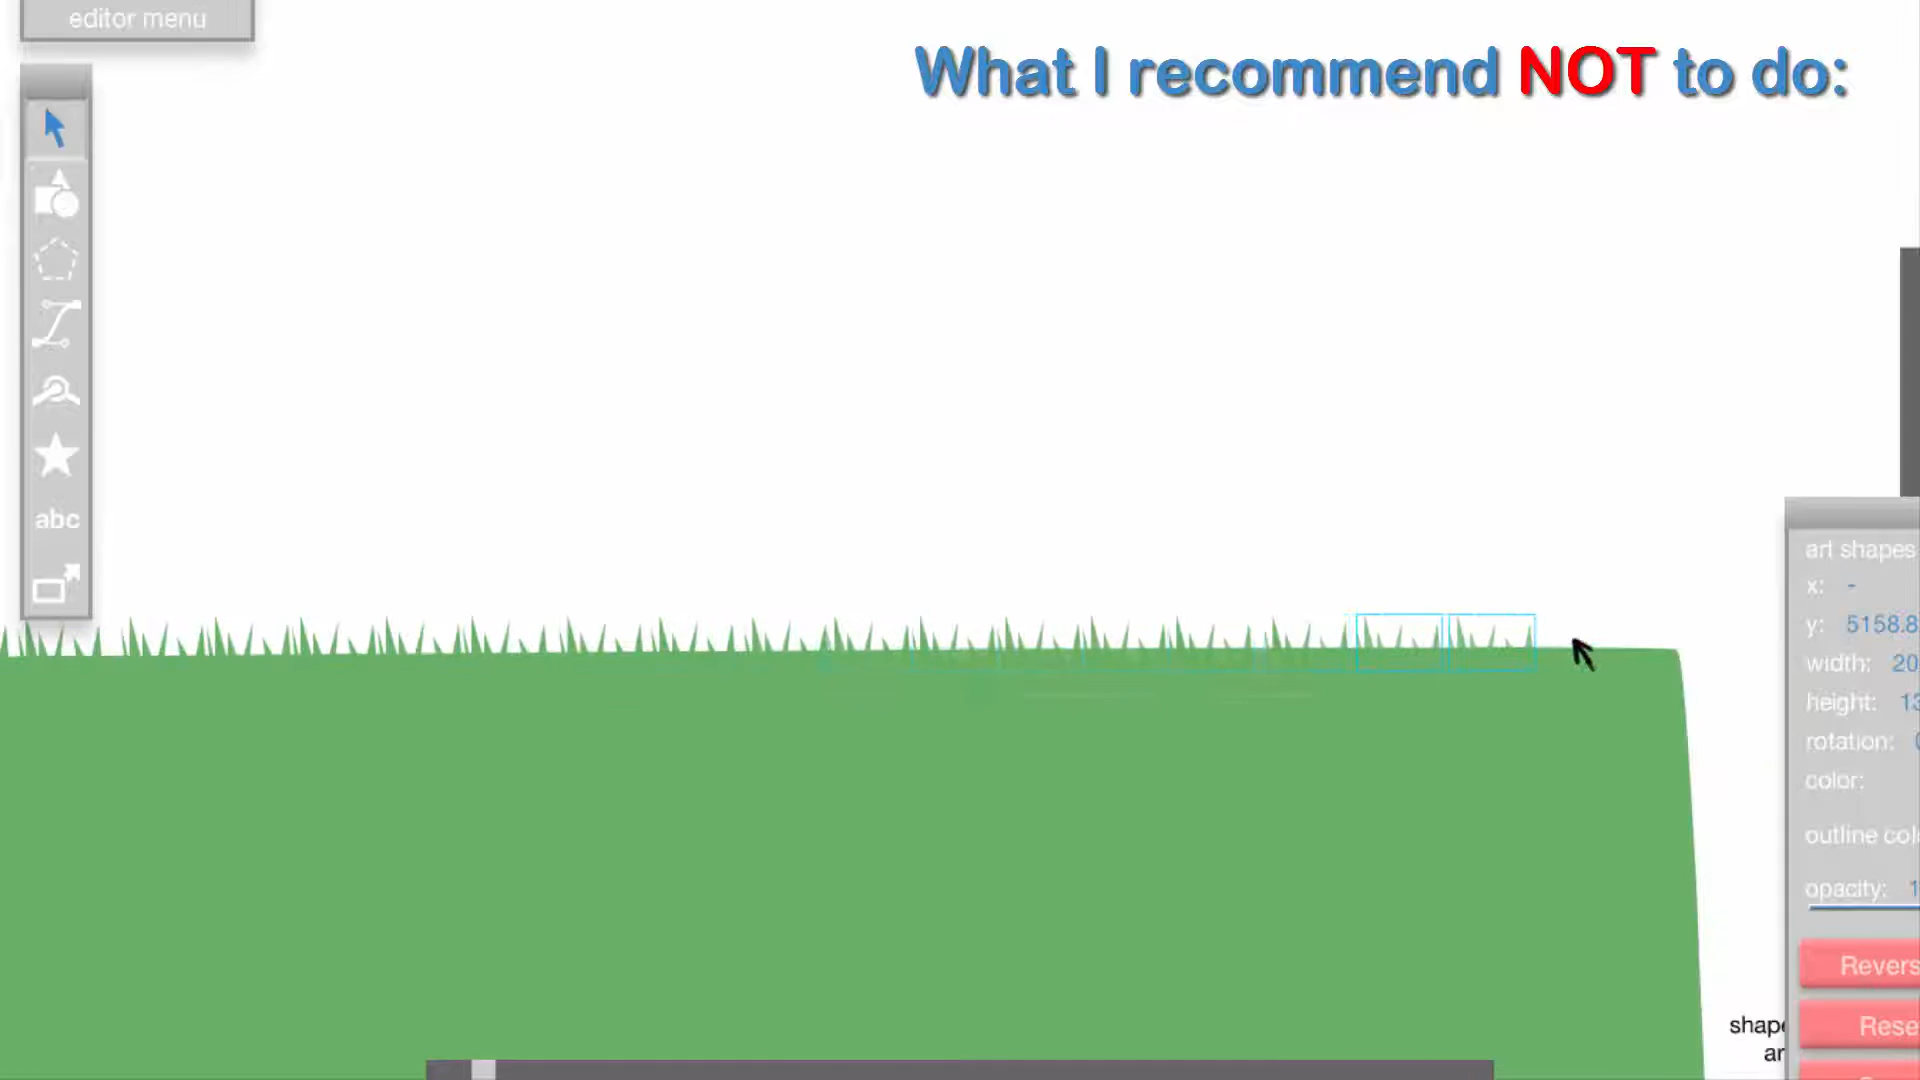 editor menu
What I recommend NOT to do:
abc
art shapes
x: -
y: 5158.8
width: 20
height: 13
rotation:
color:
outline col
opacity: 1
Revers
Rese
shape
ar